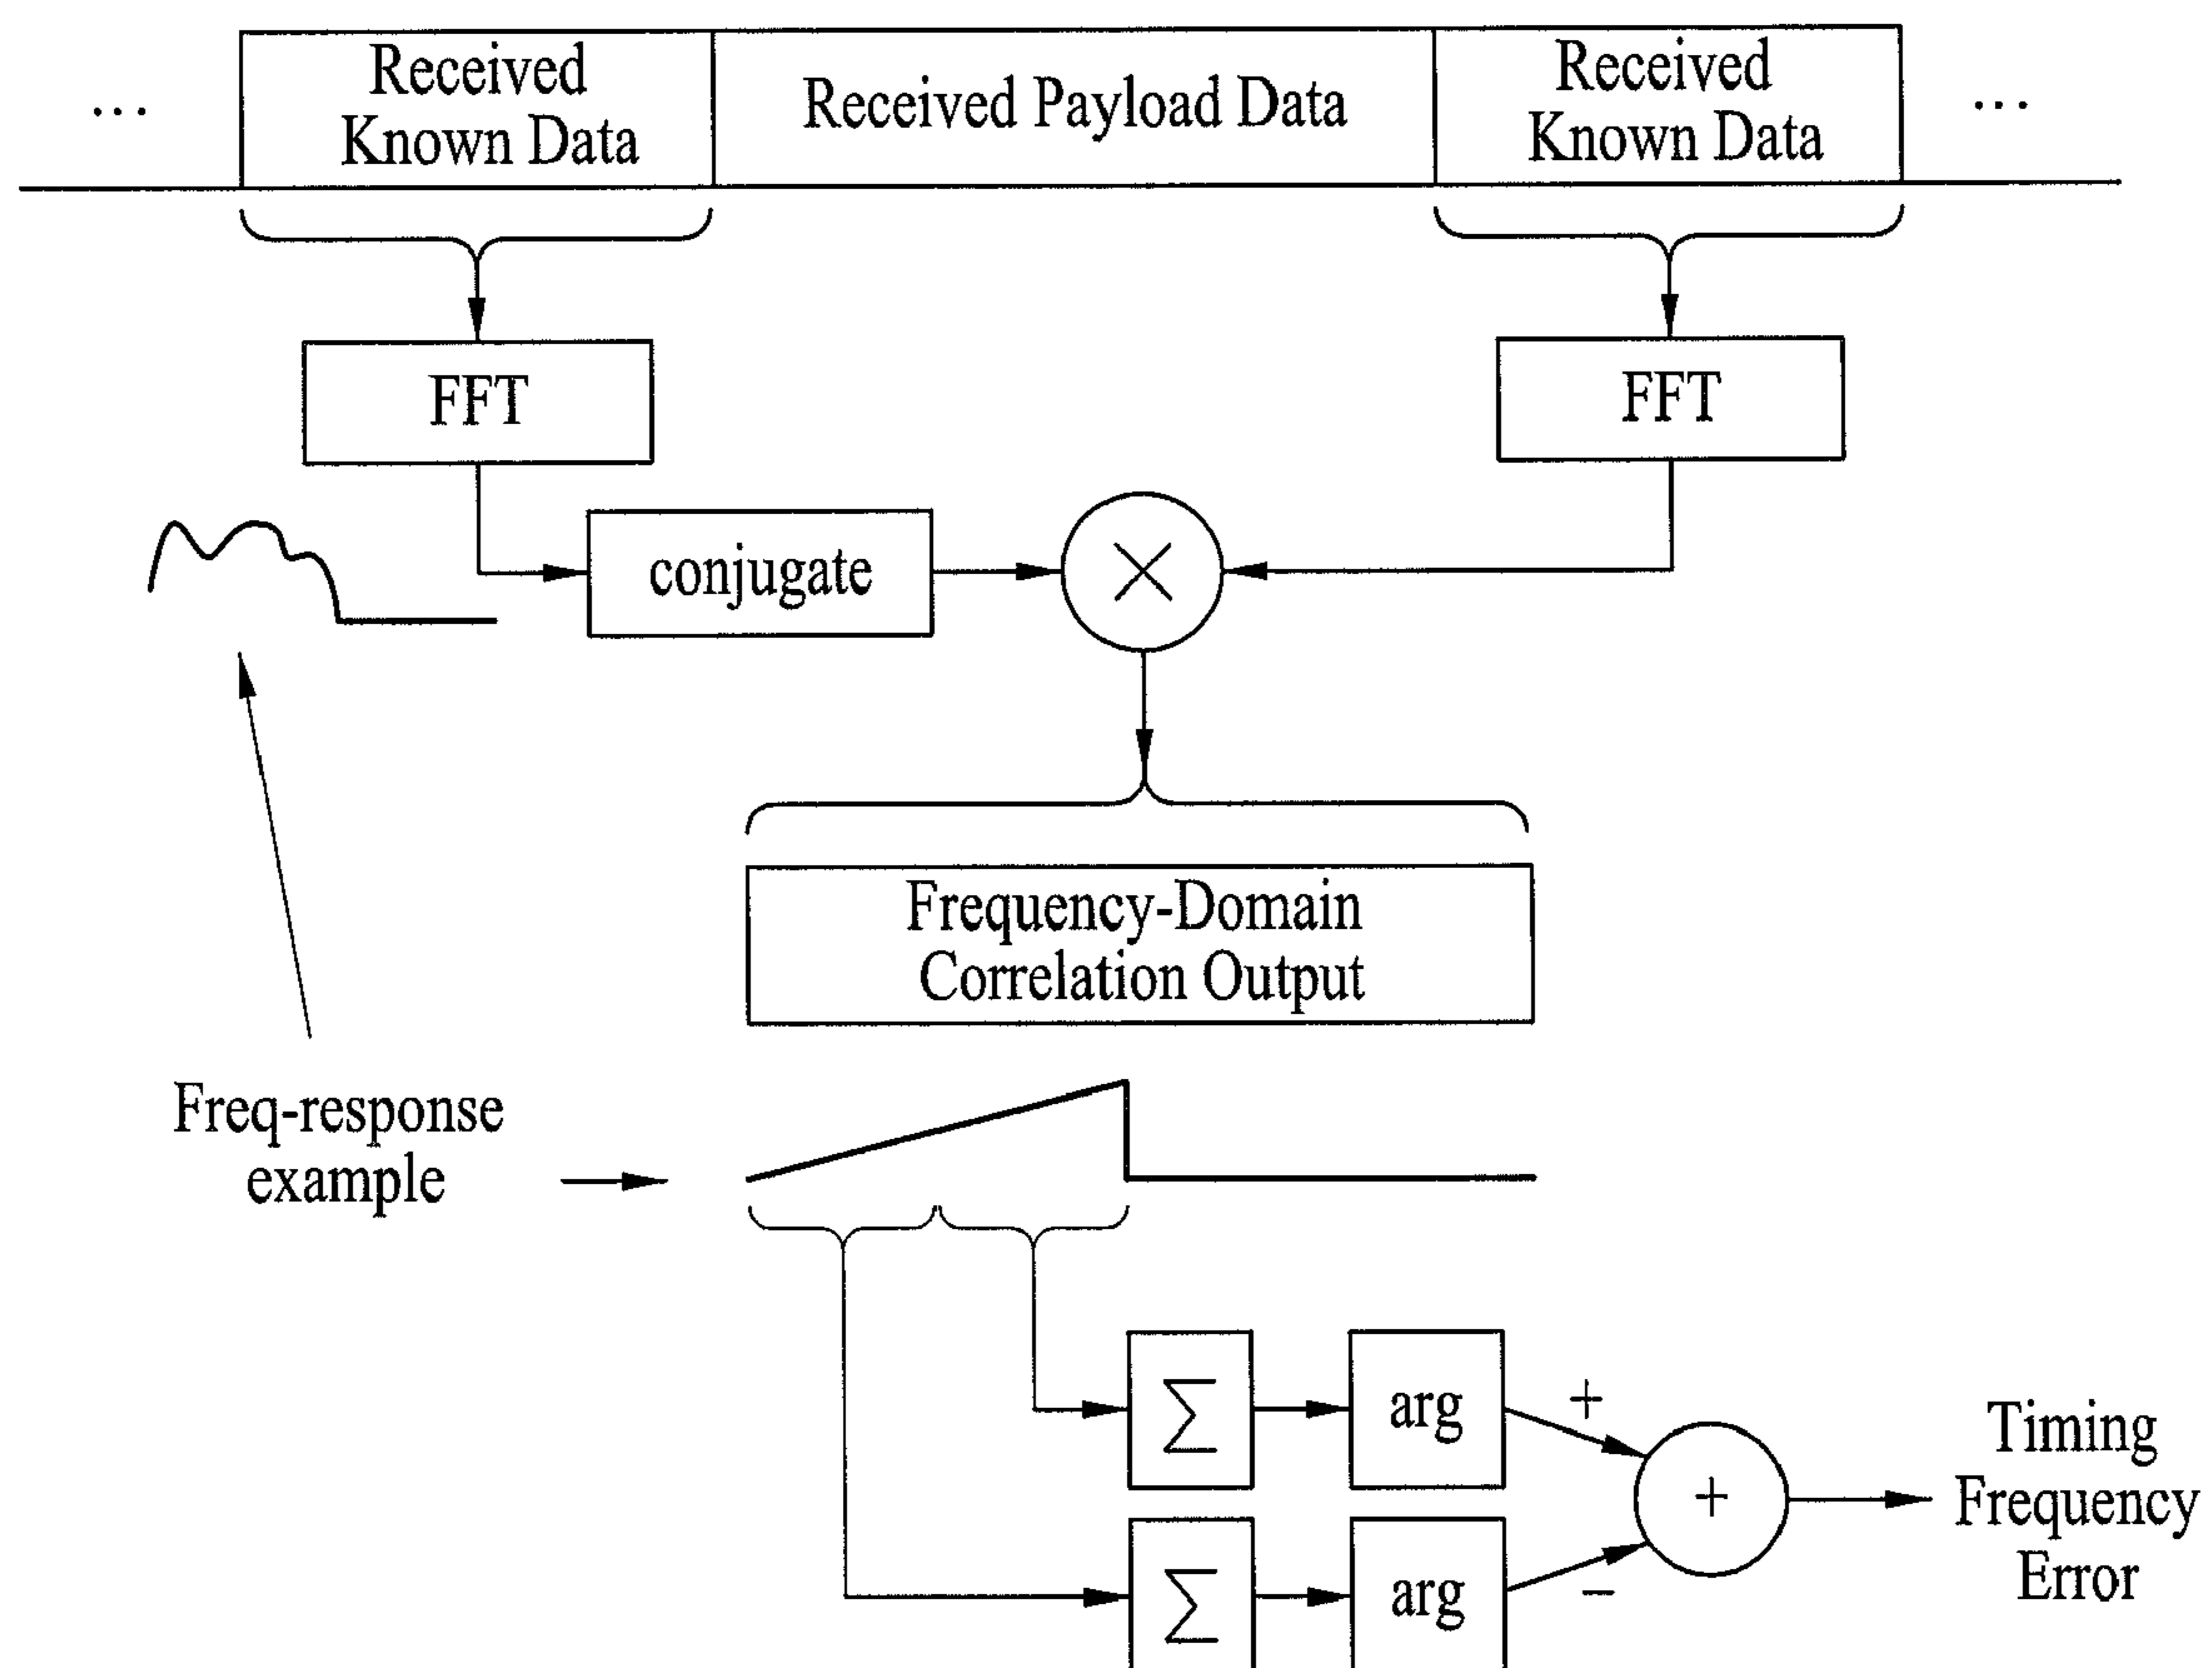 ...
Received
Known Data
Received Payload Data
Received
Known Data
...
FFT
FFT
conjugate
×
Frequency-Domain
Correlation Output
Freq-response
example
∑
arg
+
∑
arg
−
+
Timing
Frequency
Error